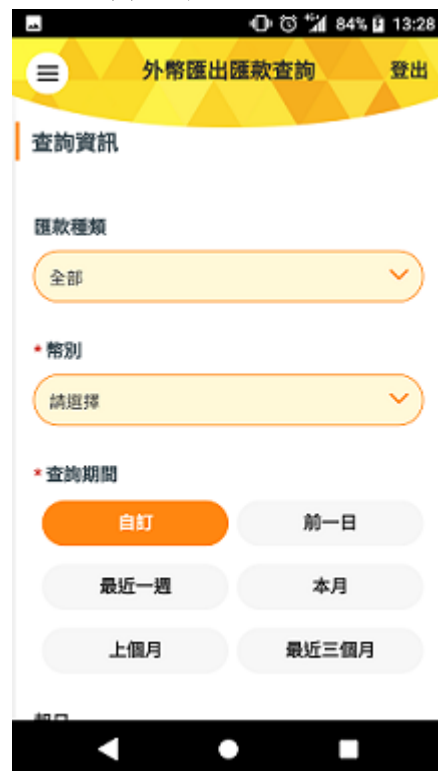 84% 13:28
外幣匯出匯款查詢 登出
查詢資訊
匯款種類
全部
* 幣別
請選擇
* 查詢期間
自訂 前一日
最近一週 本月
上個月 最近三個月